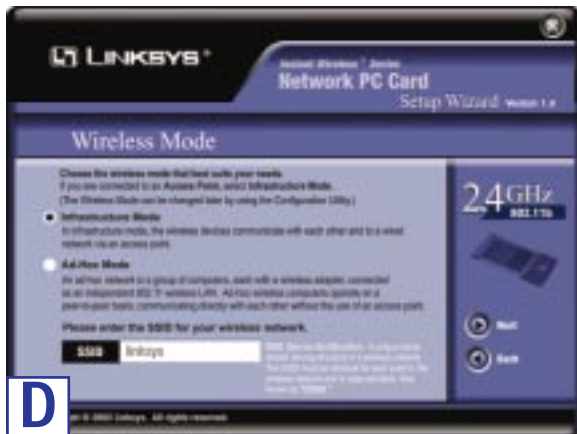 LINKSYS®
Instant Wireless™ Series
Network PC Card
Setup Wizard Version 1.0
Wireless Mode
2.4GHz
802.11b
Choose the wireless mode that best suits your needs.
If you are connected to an Access Point, select Infrastructure Mode.
(The Wireless Mode can be changed later by using the Configuration Utility.)
Infrastructure Mode
In infrastructure mode, the wireless devices communicate with each other and to a wired
network via an access point.
Ad-Hoc Mode
An ad-hoc network is a group of computers, each with a wireless adapter, connected
as an independent 802.11 wireless LAN. Ad-hoc wireless computers operate on a
peer-to-peer basis, communicating directly with each other without the use of an access point.
Please enter the SSID for your wireless network.
SSID linksys
Next
Back
D
© 2002 Linksys. All rights reserved.